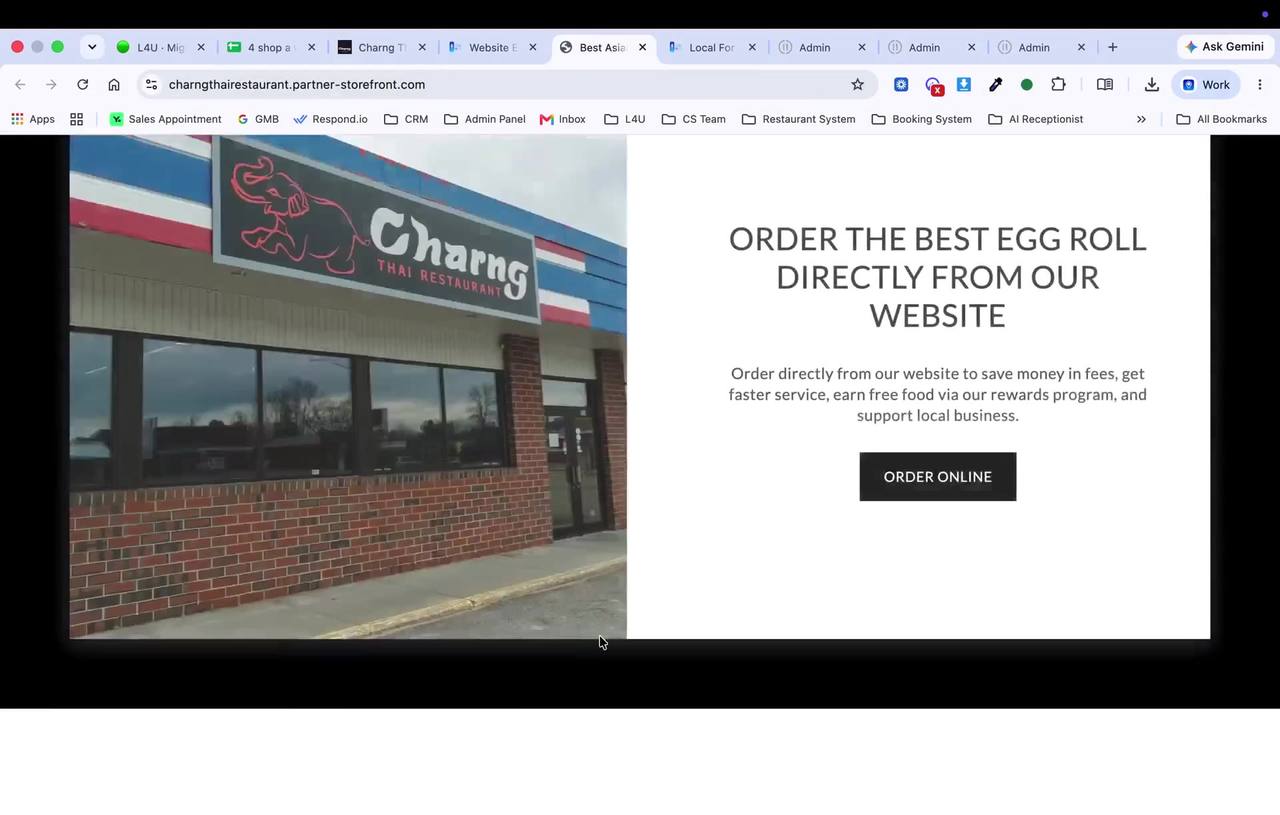 L4U · Mig
4 shop a
Charng T
Website E
Best Asia
Local For
Admin
Admin
Admin
Ask Gemini
charngthairestaurant.partner-storefront.com
x
Work
Apps
Sales Appointment
GMB
Respond.io
CRM
Admin Panel
Inbox
L4U
CS Team
Restaurant System
Booking System
AI Receptionist
All Bookmarks
Charng
THAI RESTAURANT
ORDER THE BEST EGG ROLL
DIRECTLY FROM OUR
WEBSITE
Order directly from our website to save money in fees, get
faster service, earn free food via our rewards program, and
support local business.
ORDER ONLINE